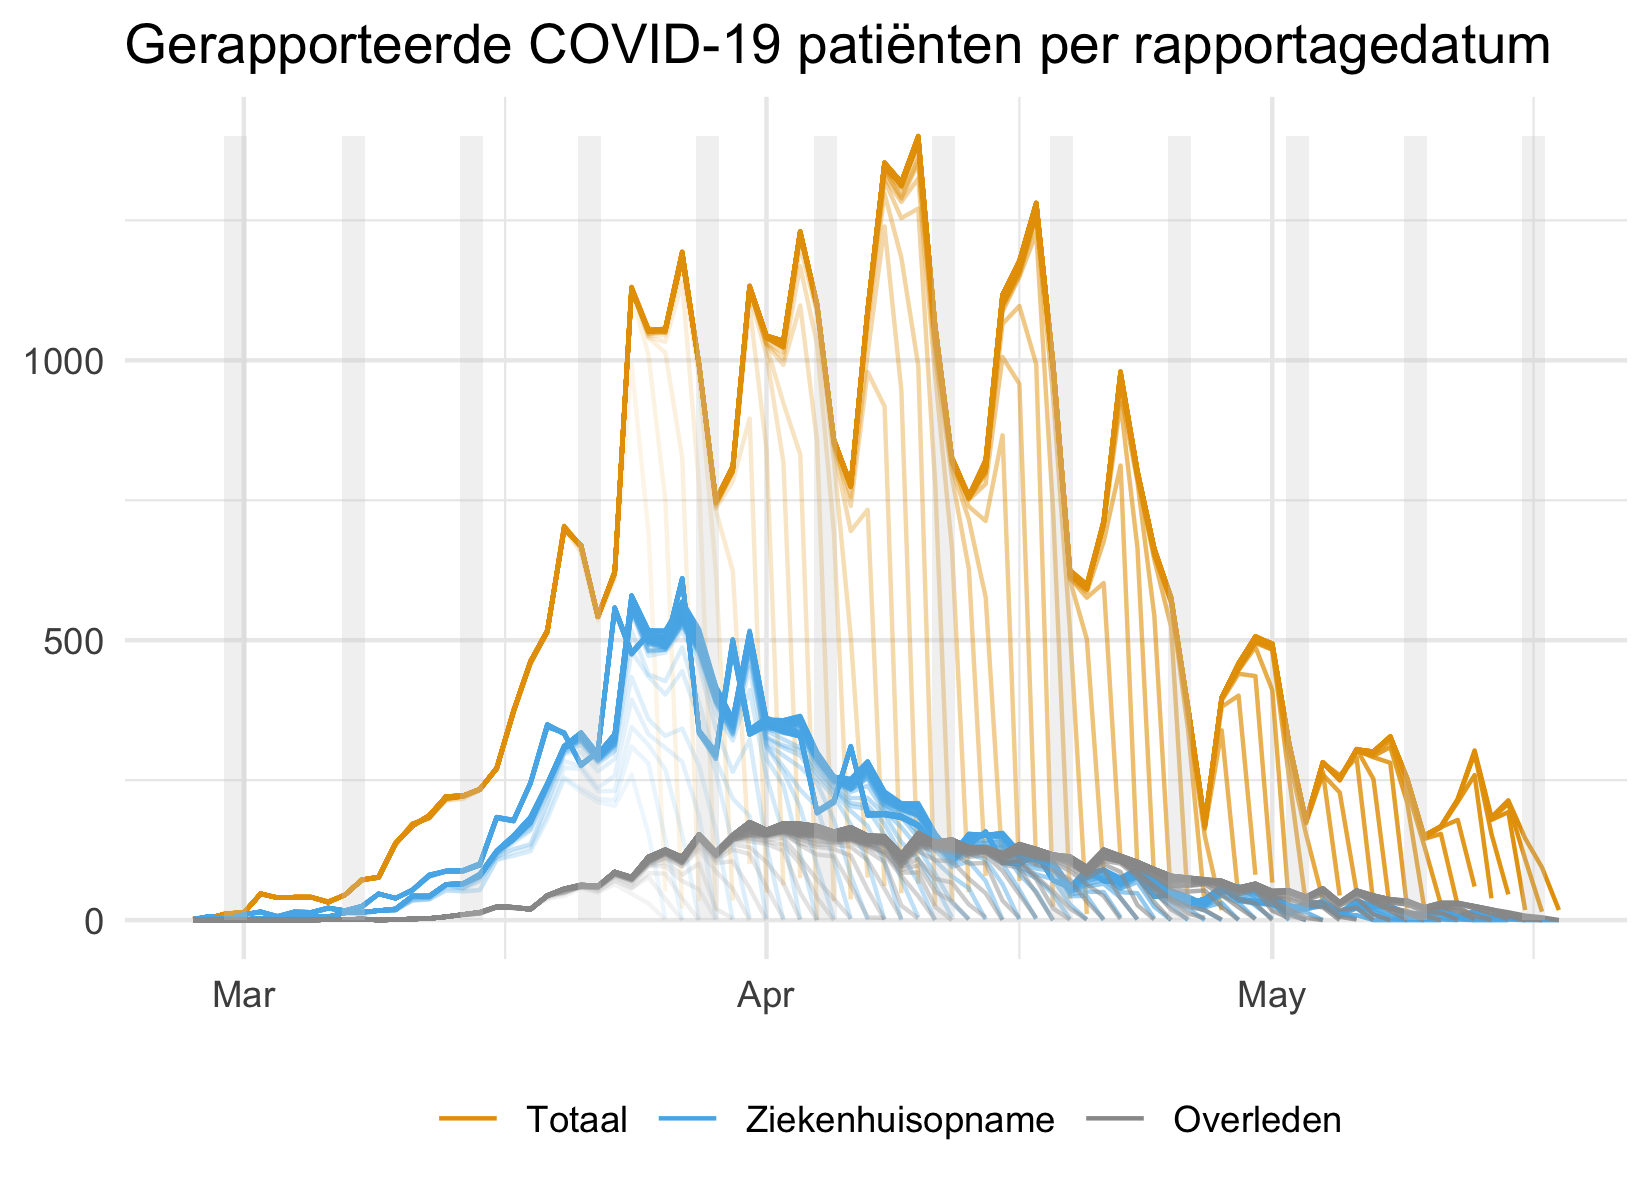 Gerapporteerde COVID-19 patiënten per rapportagedatum
1000
500
0
Mar Apr May
Totaal Ziekenhuisopname Overleden